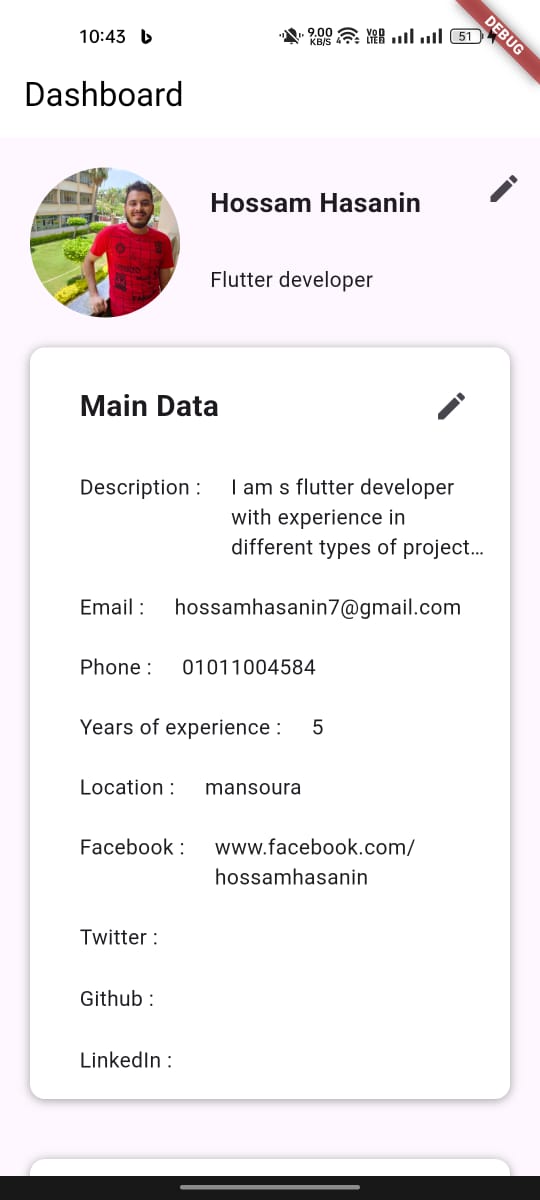 10:43
9.00
KB/S
Vo
LTE
51
DEBUG
Dashboard
Hossam Hasanin
Flutter developer
Main Data
Description : I am s flutter developer
with experience in
different types of project...
Email : hossamhasanin7@gmail.com
Phone : 01011004584
Years of experience : 5
Location : mansoura
Facebook : www.facebook.com/
hossamhasanin
Twitter :
Github :
LinkedIn :